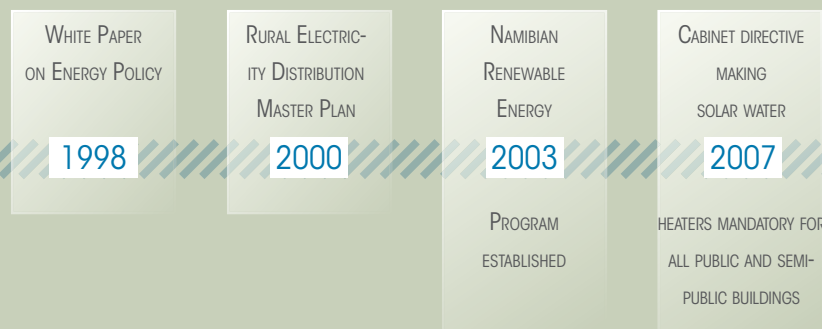 White Paper
on Energy Policy
1998
Rural Electric-
ity Distribution
Master Plan
2000
Namibian
Renewable
Energy
2003
Program
established
Cabinet directive
making
solar water
2007
heaters mandatory for
all public and semi-
public buildings